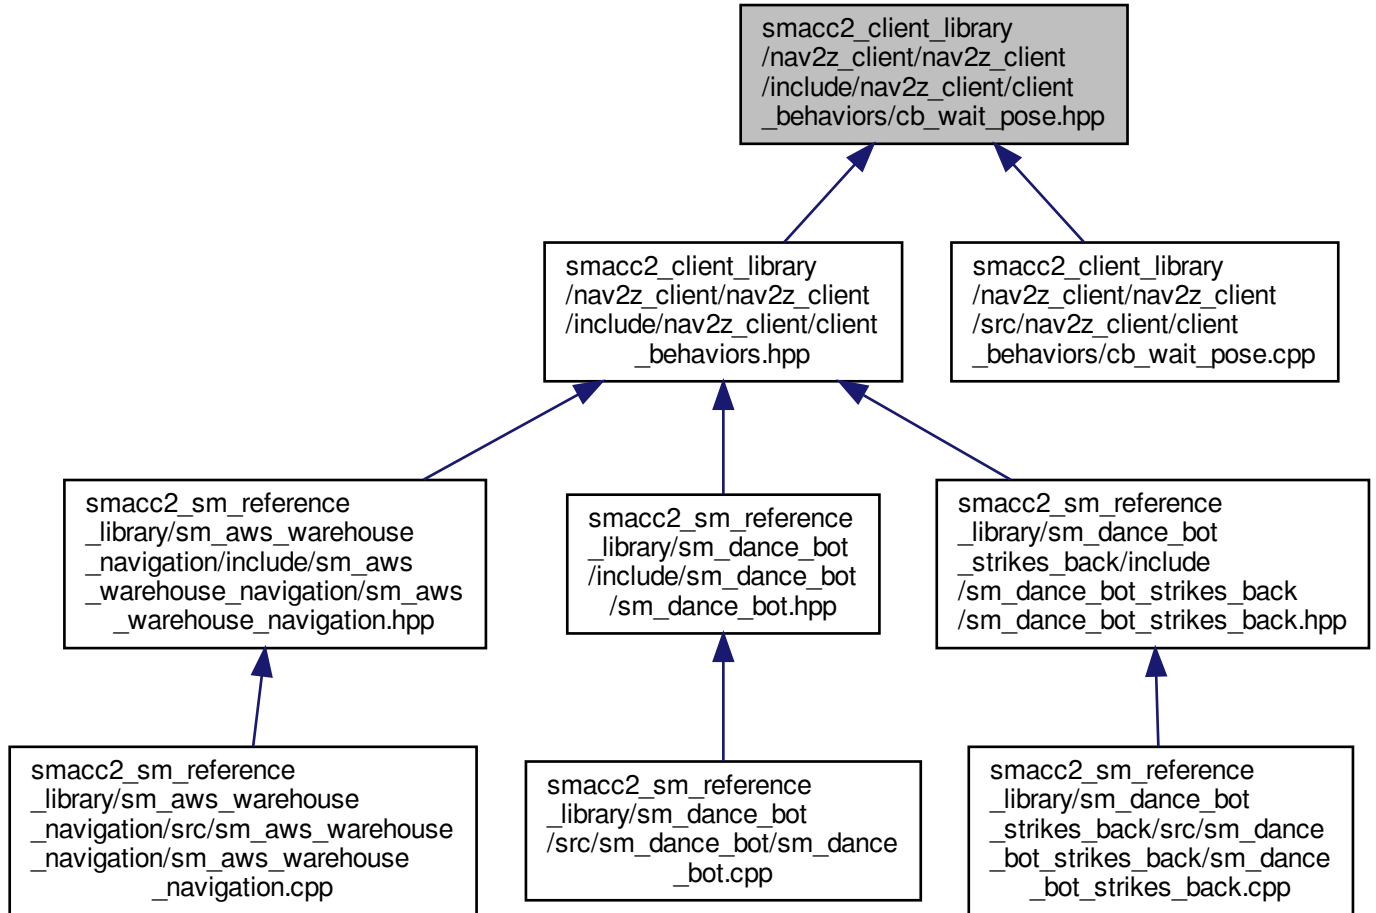 smacc2_client_library
/nav2z_client/nav2z_client
/include/nav2z_client/client
_behaviors/cb_wait_pose.hpp
smacc2_client_library
/nav2z_client/nav2z_client
/include/nav2z_client/client
_behaviors.hpp
smacc2_client_library
/nav2z_client/nav2z_client
/src/nav2z_client/client
_behaviors/cb_wait_pose.cpp
smacc2_sm_reference
_library/sm_aws_warehouse
_navigation/include/sm_aws
_warehouse_navigation/sm_aws
_warehouse_navigation.hpp
smacc2_sm_reference
_library/sm_dance_bot
/include/sm_dance_bot
/sm_dance_bot.hpp
smacc2_sm_reference
_library/sm_dance_bot
_strikes_back/include
/sm_dance_bot_strikes_back
/sm_dance_bot_strikes_back.hpp
smacc2_sm_reference
_library/sm_aws_warehouse
_navigation/src/sm_aws_warehouse
_navigation/sm_aws_warehouse
_navigation.cpp
smacc2_sm_reference
_library/sm_dance_bot
/src/sm_dance_bot/sm_dance
_bot.cpp
smacc2_sm_reference
_library/sm_dance_bot
_strikes_back/src/sm_dance
_bot_strikes_back/sm_dance
_bot_strikes_back.cpp